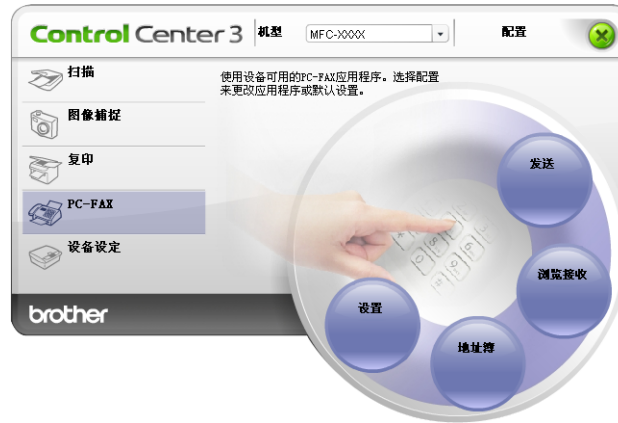 Control Center 3 机型 MFC-XXXX 配置
扫描
使用设备可用的PC-FAX应用程序。选择配置
来更改应用程序或默认设置。
图像捕捉
复印
PC-FAX
设备设定
发送
浏览接收
设置
地址簿
brother